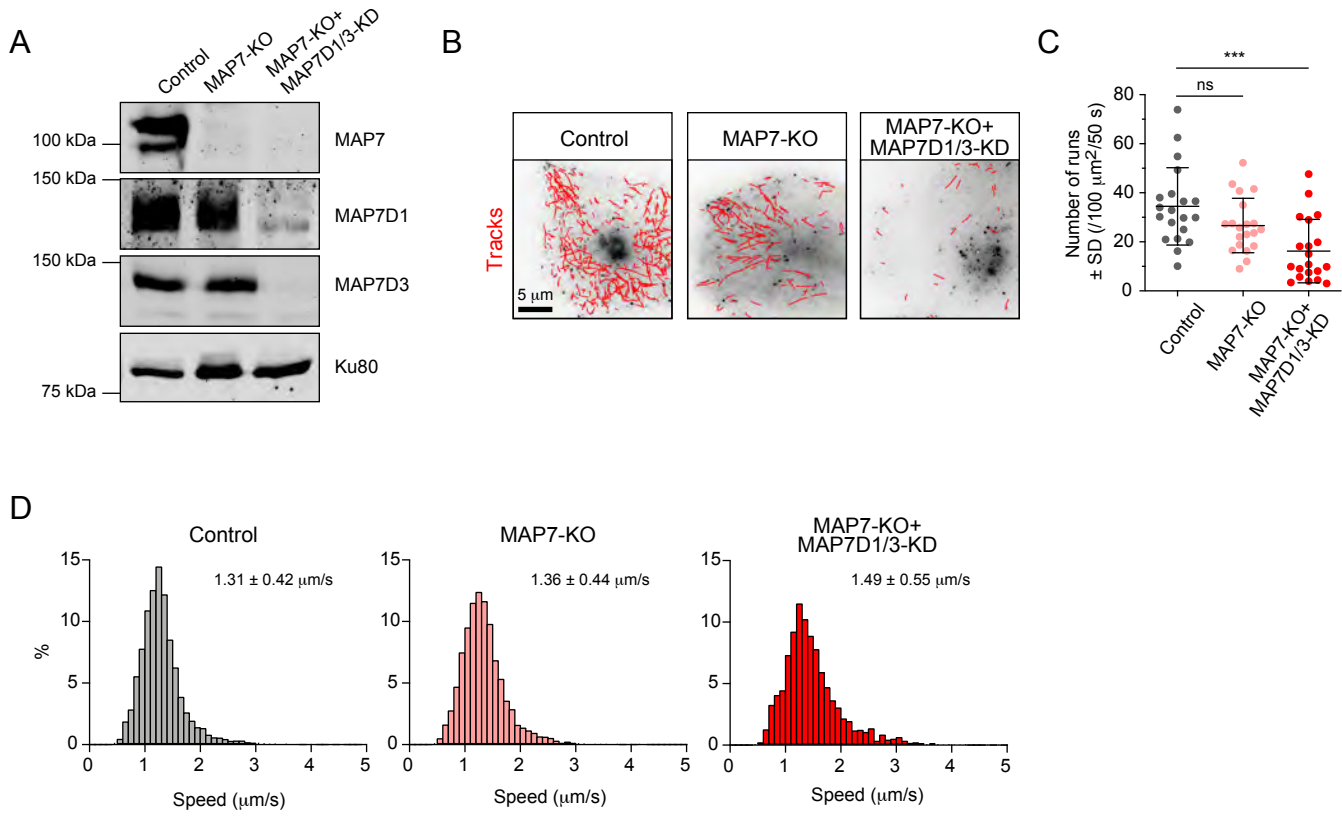 A
Control
MAP7-KO
MAP7-KO+
MAP7D1/3-KD
100 kDa
MAP7
150 kDa
MAP7D1
150 kDa
MAP7D3
Ku80
75 kDa
B
Control
MAP7-KO
MAP7-KO+
MAP7D1/3-KD
Tracks
5 μm
C
***
ns
Number of runs
± SD (/100 μm²/50 s)
80
60
40
20
0
Control
MAP7-KO
MAP7-KO+
MAP7D1/3-KD
D
Control
1.31 ± 0.42 μm/s
%
15
10
5
0
0 1 2 3 4 5
Speed (μm/s)
MAP7-KO
1.36 ± 0.44 μm/s
15
10
5
0
0 1 2 3 4 5
Speed (μm/s)
MAP7-KO+
MAP7D1/3-KD
1.49 ± 0.55 μm/s
15
10
5
0
0 1 2 3 4 5
Speed (μm/s)